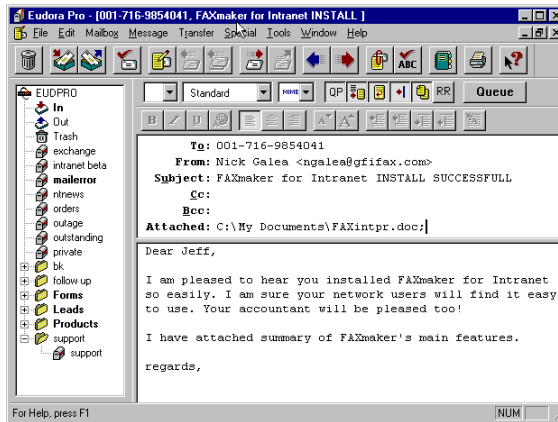 Eudora Pro - [001-716-9854041, FAXmaker for Intranet INSTALL ]
File Edit Mailbox Message Transfer Special Tools Window Help
ABC
Standard MIME QP RR Queue
B I U A A
EUDPRO
In
Out
Trash
exchange
intranet beta
mailerror
ntnews
orders
outage
outstanding
private
bk
follow up
Forms
Leads
Products
support
support
To: 001-716-9854041
From: Nick Galea <ngalea@gfifax.com>
Subject: FAXmaker for Intranet INSTALL SUCCESSFULL
Cc:
Bcc:
Attached: C:\My Documents\FAXintpr.doc;
Dear Jeff,
I am pleased to hear you installed FAXmaker for Intranet
so easily. I am sure your network users will find it easy
to use. Your accountant will be pleased too!
I have attached summary of FAXmaker's main features.
regards,
For Help, press F1
NUM